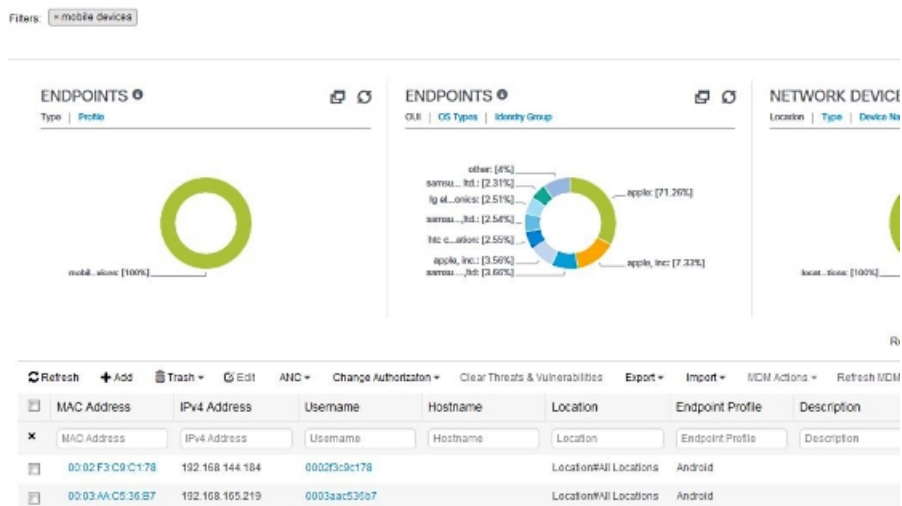 Filters: × mobile devices
ENDPOINTS
Type | Profile
mobil...vices: [100%]
ENDPOINTS
OUI | OS Types | Identity Group
other: [4%]
samsu... ltd.: [2.31%]
lg el...onics: [2.51%]
samsu...,ltd.: [2.54%]
htc c...ation: [2.55%]
apple, inc.: [3.56%]
samsu...,ltd: [3.66%]
apple: [71.26%]
apple, inc: [7.33%]
NETWORK DEVICE
Location | Type | Device Na
locat...tions: [100%]
Refresh Add Trash Edit ANC Change Authorization Clear Threats & Vulnerabilities Export Import MDM Actions Refresh MDM
MAC Address IPv4 Address Username Hostname Location Endpoint Profile Description
× MAC Address IPv4 Address Username Hostname Location Endpoint Profile Description
00:02:F3:C9:C1:78 192.168.144.184 0002f3c9c178 Location#All Locations Android
00:03:AA:C5:36:B7 192.168.165.219 0003aac536b7 Location#All Locations Android